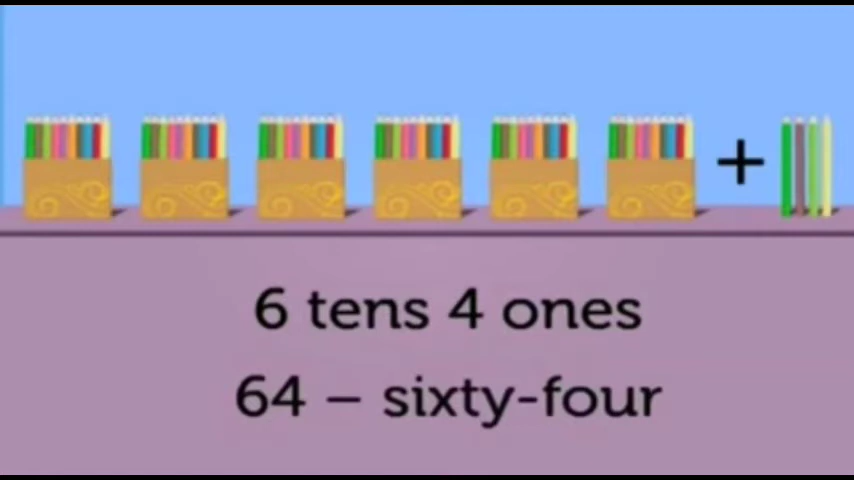 +
6 tens 4 ones
64 – sixty-four